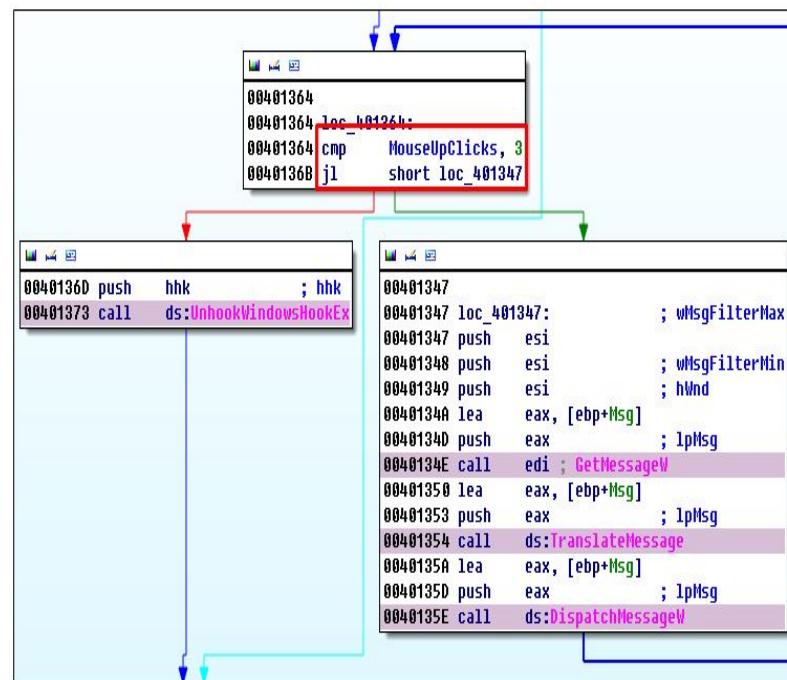 00401364
00401364 loc_401364:
00401364 cmp MouseUpClicks, 3
0040136B jl short loc_401347
0040136D push hhk ; hhk
00401373 call ds:UnhookWindowsHookEx
00401347
00401347 loc_401347: ; wMsgFilterMax
00401347 push esi
00401348 push esi ; wMsgFilterMin
00401349 push esi ; hWnd
0040134A lea eax, [ebp+Msg]
0040134D push eax ; lpMsg
0040134E call edi ; GetMessageW
00401350 lea eax, [ebp+Msg]
00401353 push eax ; lpMsg
00401354 call ds:TranslateMessage
0040135A lea eax, [ebp+Msg]
0040135D push eax ; lpMsg
0040135E call ds:DispatchMessageW